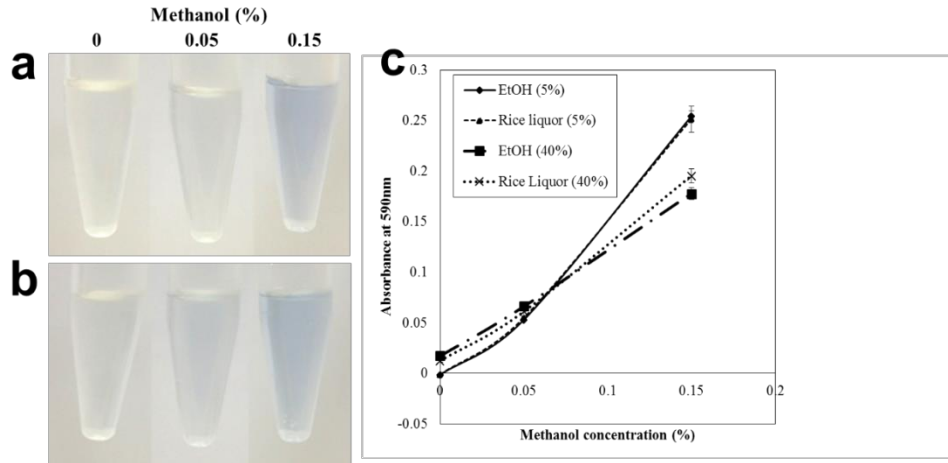 Methanol (%)
0 0.05 0.15
a
b
c
0.3
0.25
0.2
0.15
0.1
0.05
0
-0.05
EtOH (5%)
Rice liquor (5%)
EtOH (40%)
Rice Liquor (40%)
Absorbance at 590nm
0 0.05 0.1 0.15 0.2
Methanol concentration (%)